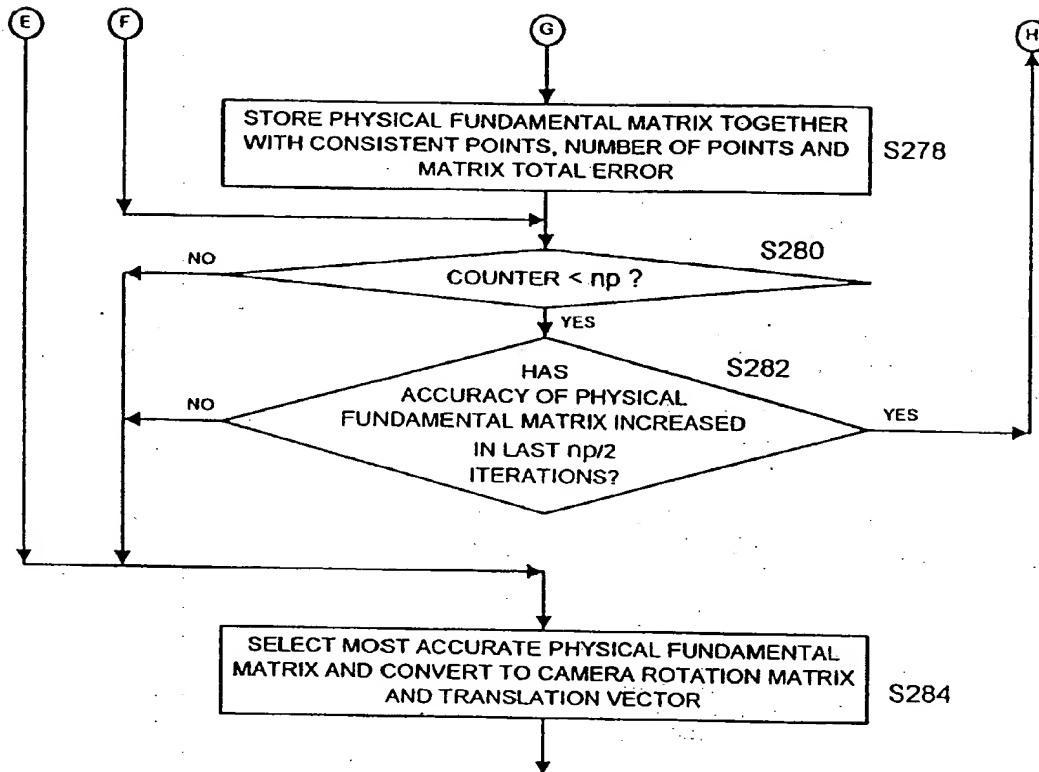 E F G H
STORE PHYSICAL FUNDAMENTAL MATRIX TOGETHER
WITH CONSISTENT POINTS, NUMBER OF POINTS AND
MATRIX TOTAL ERROR
S278
S280
NO
COUNTER < np ?
YES
S282
HAS
ACCURACY OF PHYSICAL
FUNDAMENTAL MATRIX INCREASED
IN LAST np/2
ITERATIONS?
NO
YES
SELECT MOST ACCURATE PHYSICAL FUNDAMENTAL
MATRIX AND CONVERT TO CAMERA ROTATION MATRIX
AND TRANSLATION VECTOR
S284